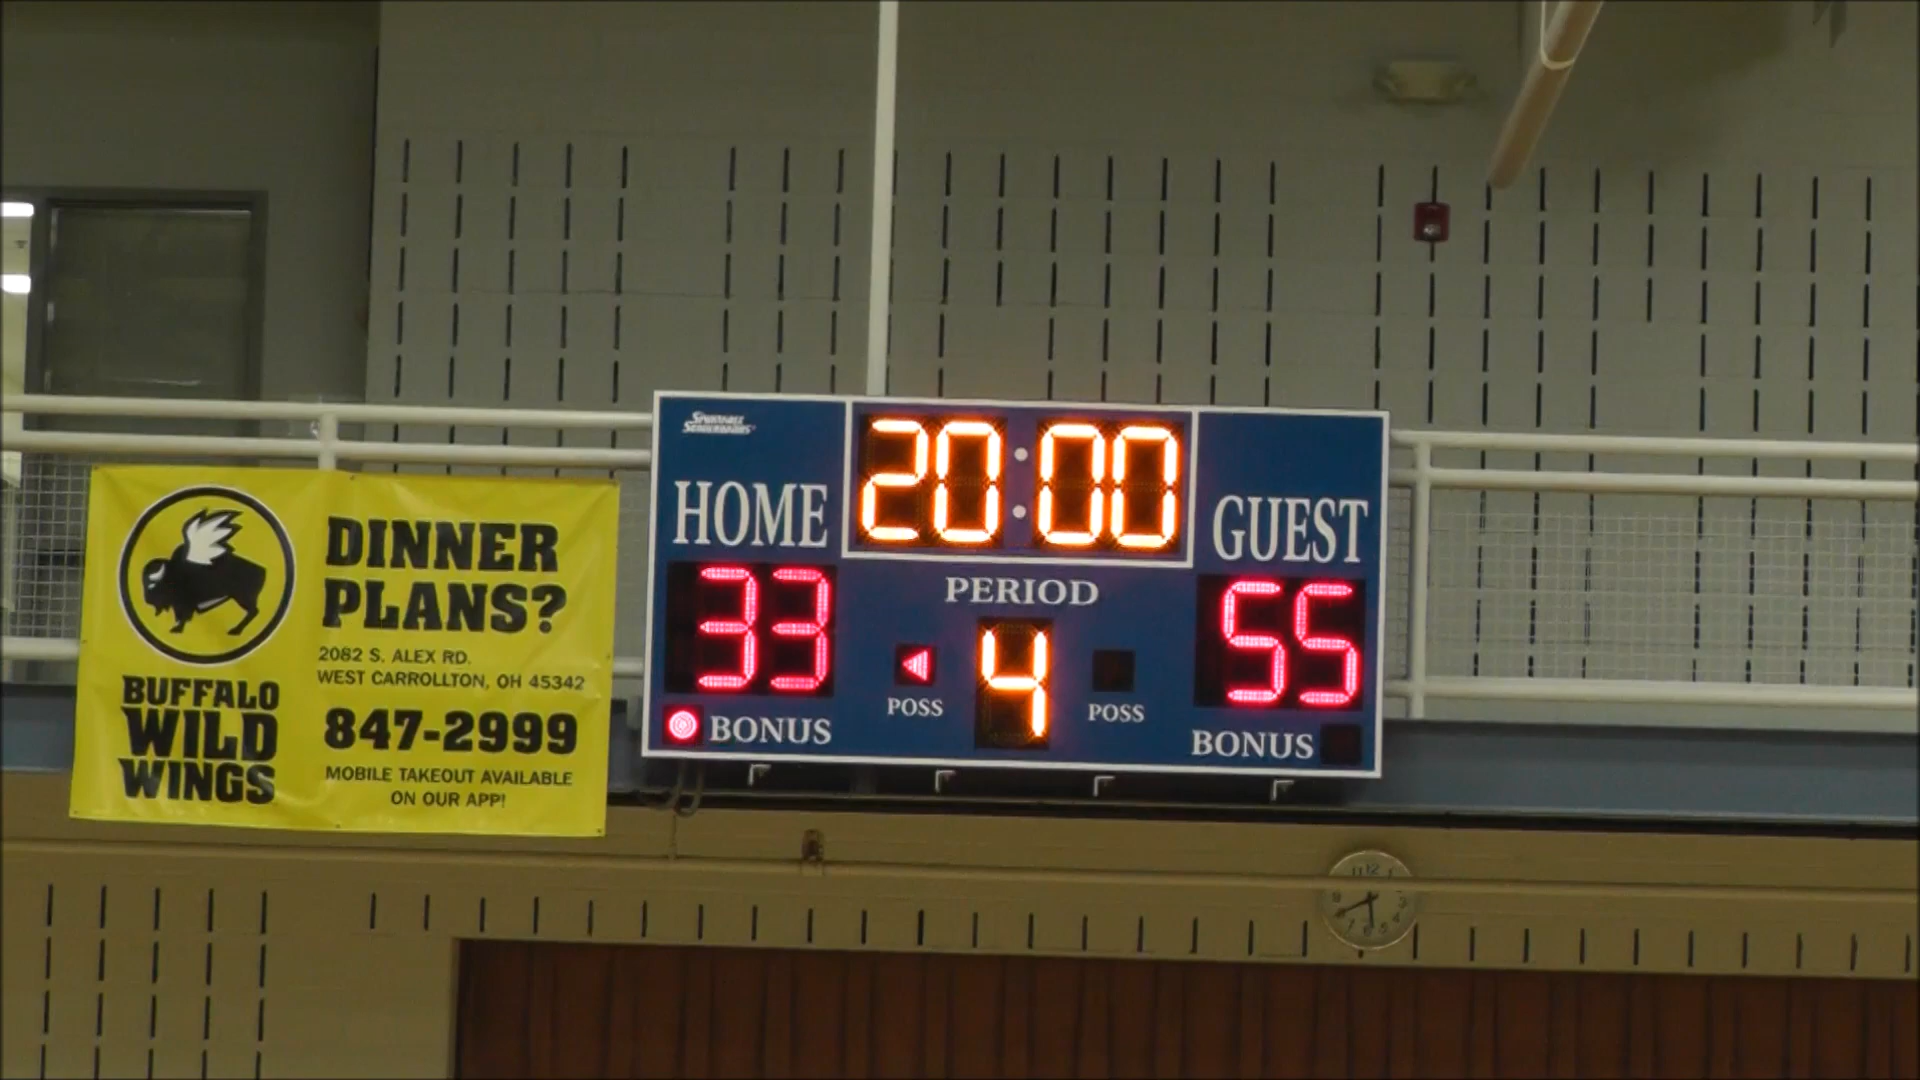 DINNER
PLANS?
2082 S. ALEX RD.
WEST CARROLLTON, OH 45342
847-2999
MOBILE TAKEOUT AVAILABLE
ON OUR APP!
BUFFALO
WILD
WINGS
20:00
HOME
GUEST
PERIOD
33
4
55
POSS
POSS
BONUS
BONUS